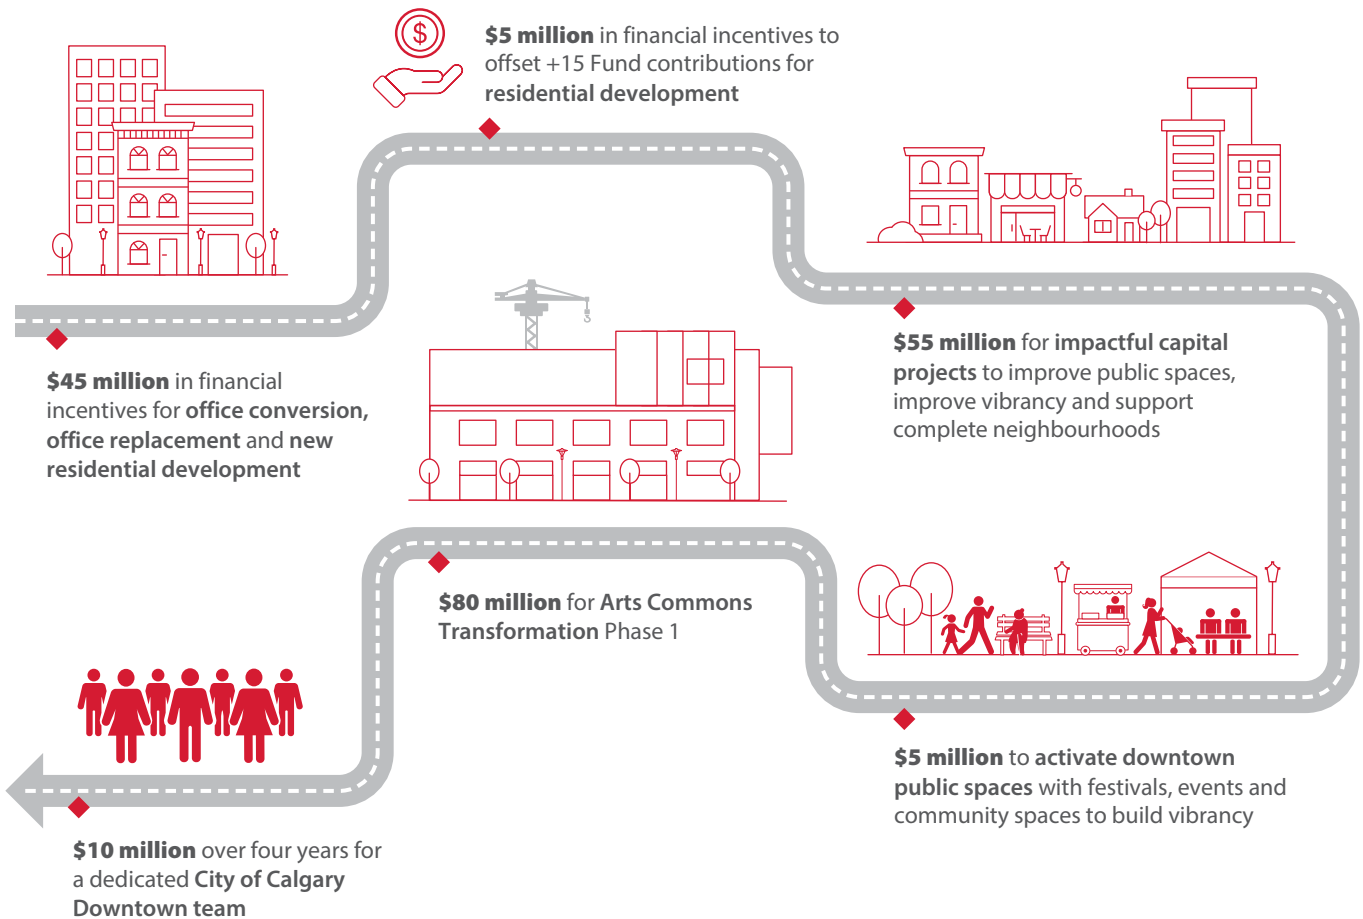 $45 million in financial
incentives for office conversion,
office replacement and new
residential development
$
$5 million in financial incentives to
offset +15 Fund contributions for
residential development
$55 million for impactful capital
projects to improve public spaces,
improve vibrancy and support
complete neighbourhoods
$5 million to activate downtown
public spaces with festivals, events and
community spaces to build vibrancy
$80 million for Arts Commons
Transformation Phase 1
$10 million over four years for
a dedicated City of Calgary
Downtown team